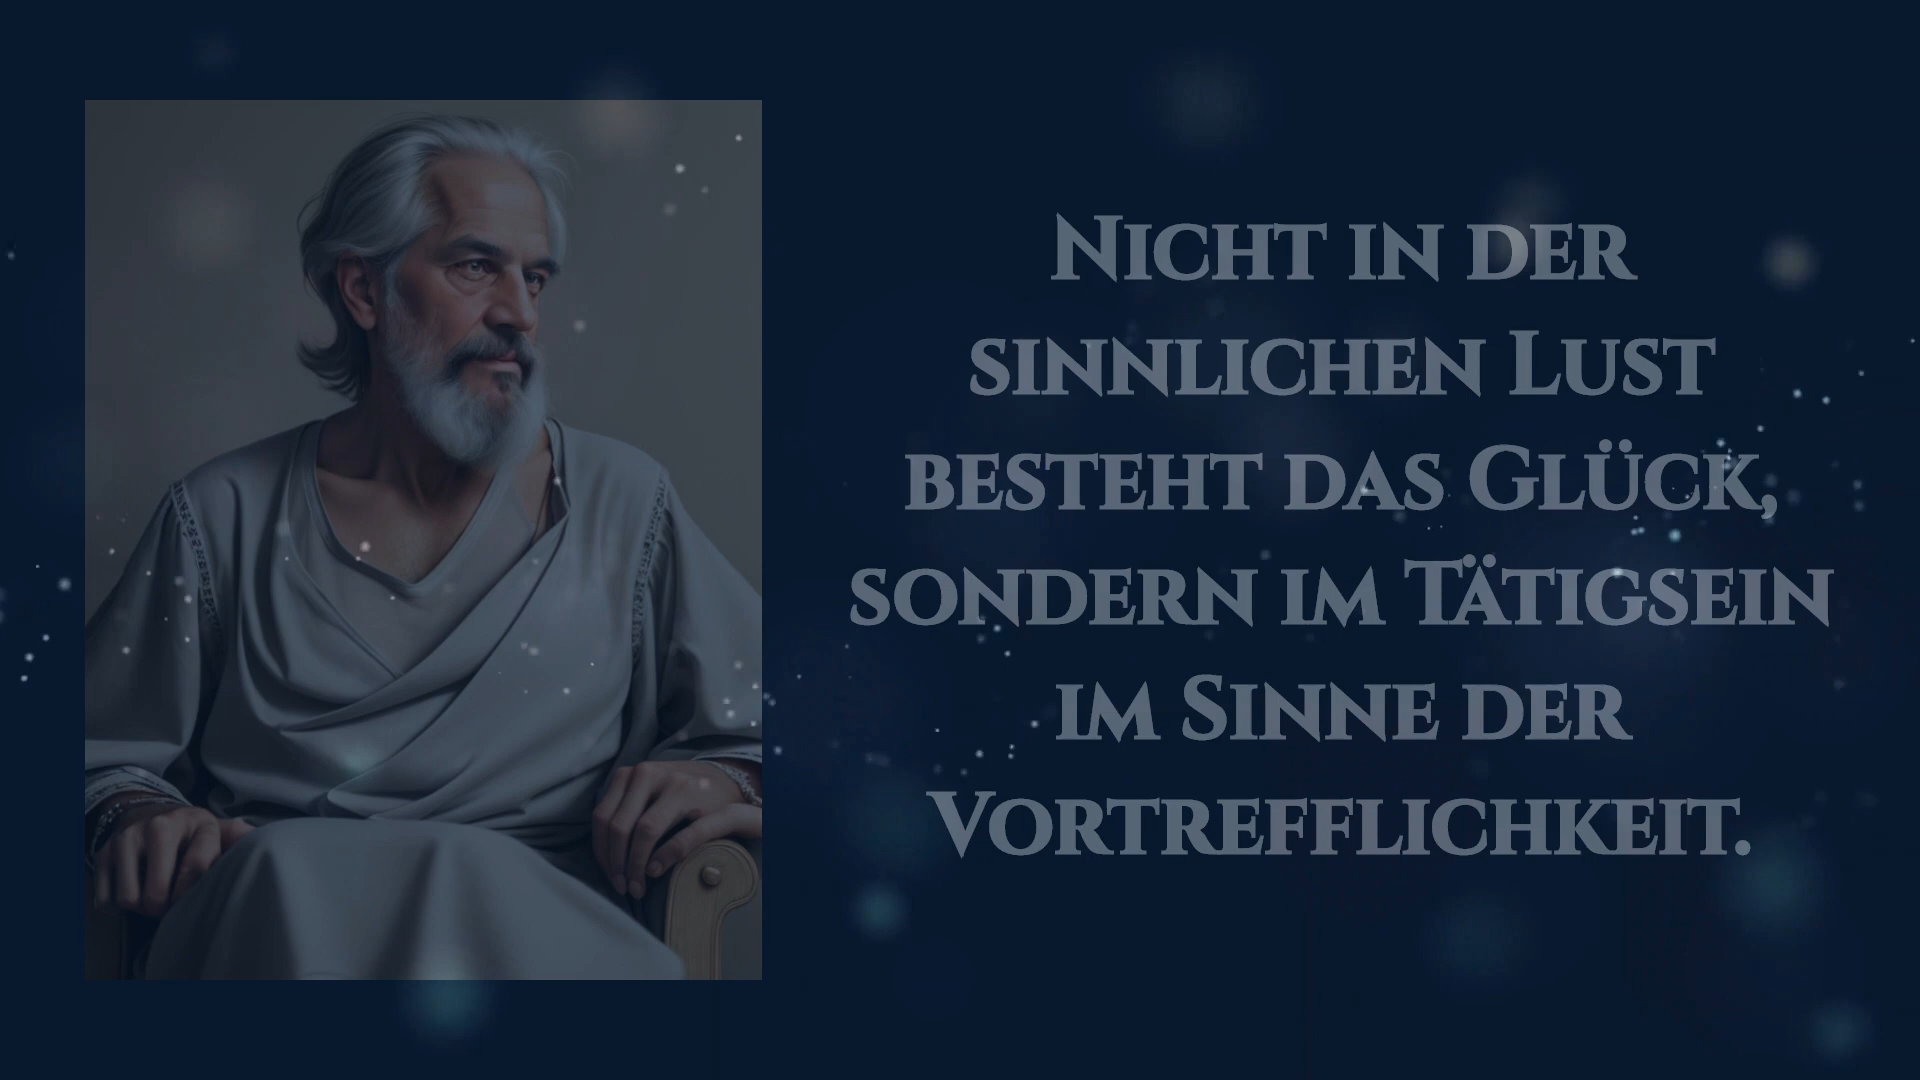 Nicht in der
sinnlichen Lust
besteht das Glück,
sondern im Tätigsein
im Sinne der
Vortrefflichkeit.